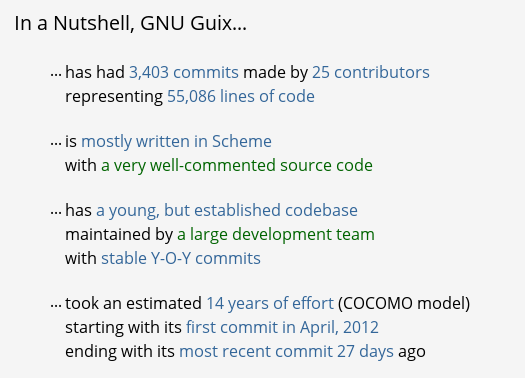 In a Nutshell, GNU Guix...
... has had 3,403 commits made by 25 contributors
representing 55,086 lines of code
... is mostly written in Scheme
with a very well-commented source code
... has a young, but established codebase
maintained by a large development team
with stable Y-O-Y commits
... took an estimated 14 years of effort (COCOMO model)
starting with its first commit in April, 2012
ending with its most recent commit 27 days ago